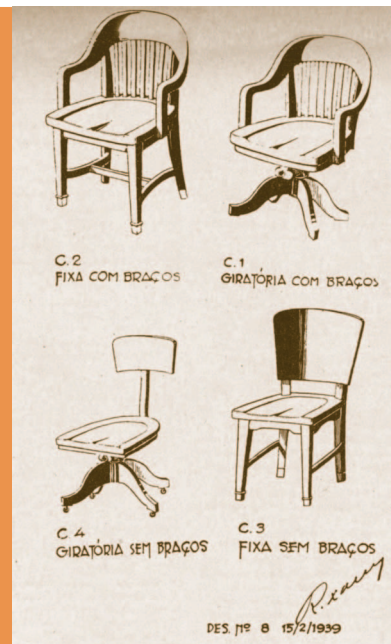 C.2
FIXA COM BRAÇOS
C.1
GIRATÓRIA COM BRAÇOS
C 4
GIRATÓRIA SEM BRAÇOS
C.3
FIXA SEM BRAÇOS
DES. Nº 8 15/2/1939